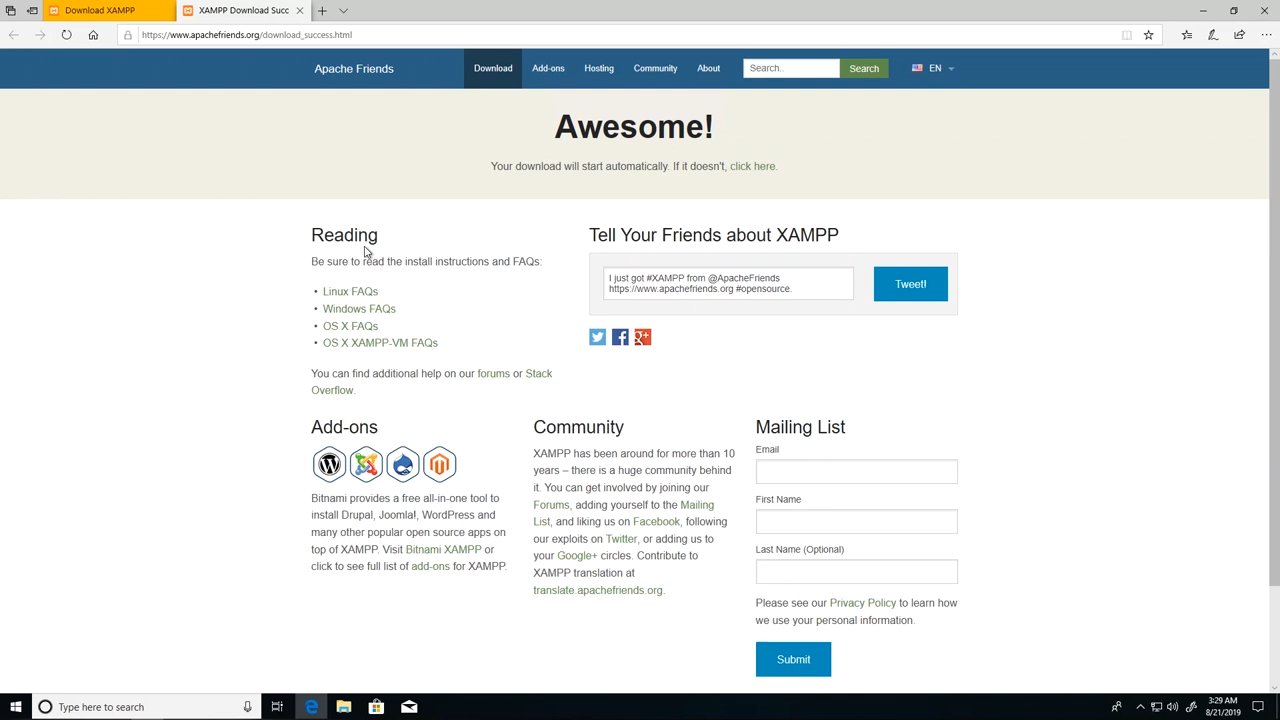 Download XAMPP
XAMPP Download Succ
https://www.apachefriends.org/download_success.html
Apache Friends
Download
Add-ons
Hosting
Community
About
Search..
Search
EN
Awesome!
Your download will start automatically. If it doesn't, click here.
Reading
Be sure to read the install instructions and FAQs:
• Linux FAQs
• Windows FAQs
• OS X FAQs
• OS X XAMPP-VM FAQs
You can find additional help on our forums or Stack
Overflow.
Tell Your Friends about XAMPP
I just got #XAMPP from @ApacheFriends
https://www.apachefriends.org #opensource.
Tweet!
Add-ons
Bitnami provides a free all-in-one tool to
install Drupal, Joomla!, WordPress and
many other popular open source apps on
top of XAMPP. Visit Bitnami XAMPP or
click to see full list of add-ons for XAMPP.
Community
XAMPP has been around for more than 10
years – there is a huge community behind
it. You can get involved by joining our
Forums, adding yourself to the Mailing
List, and liking us on Facebook, following
our exploits on Twitter, or adding us to
your Google+ circles. Contribute to
XAMPP translation at
translate.apachefriends.org.
Mailing List
Email
First Name
Last Name (Optional)
Please see our Privacy Policy to learn how
we use your personal information.
Submit
Type here to search
3:29 AM
8/21/2019